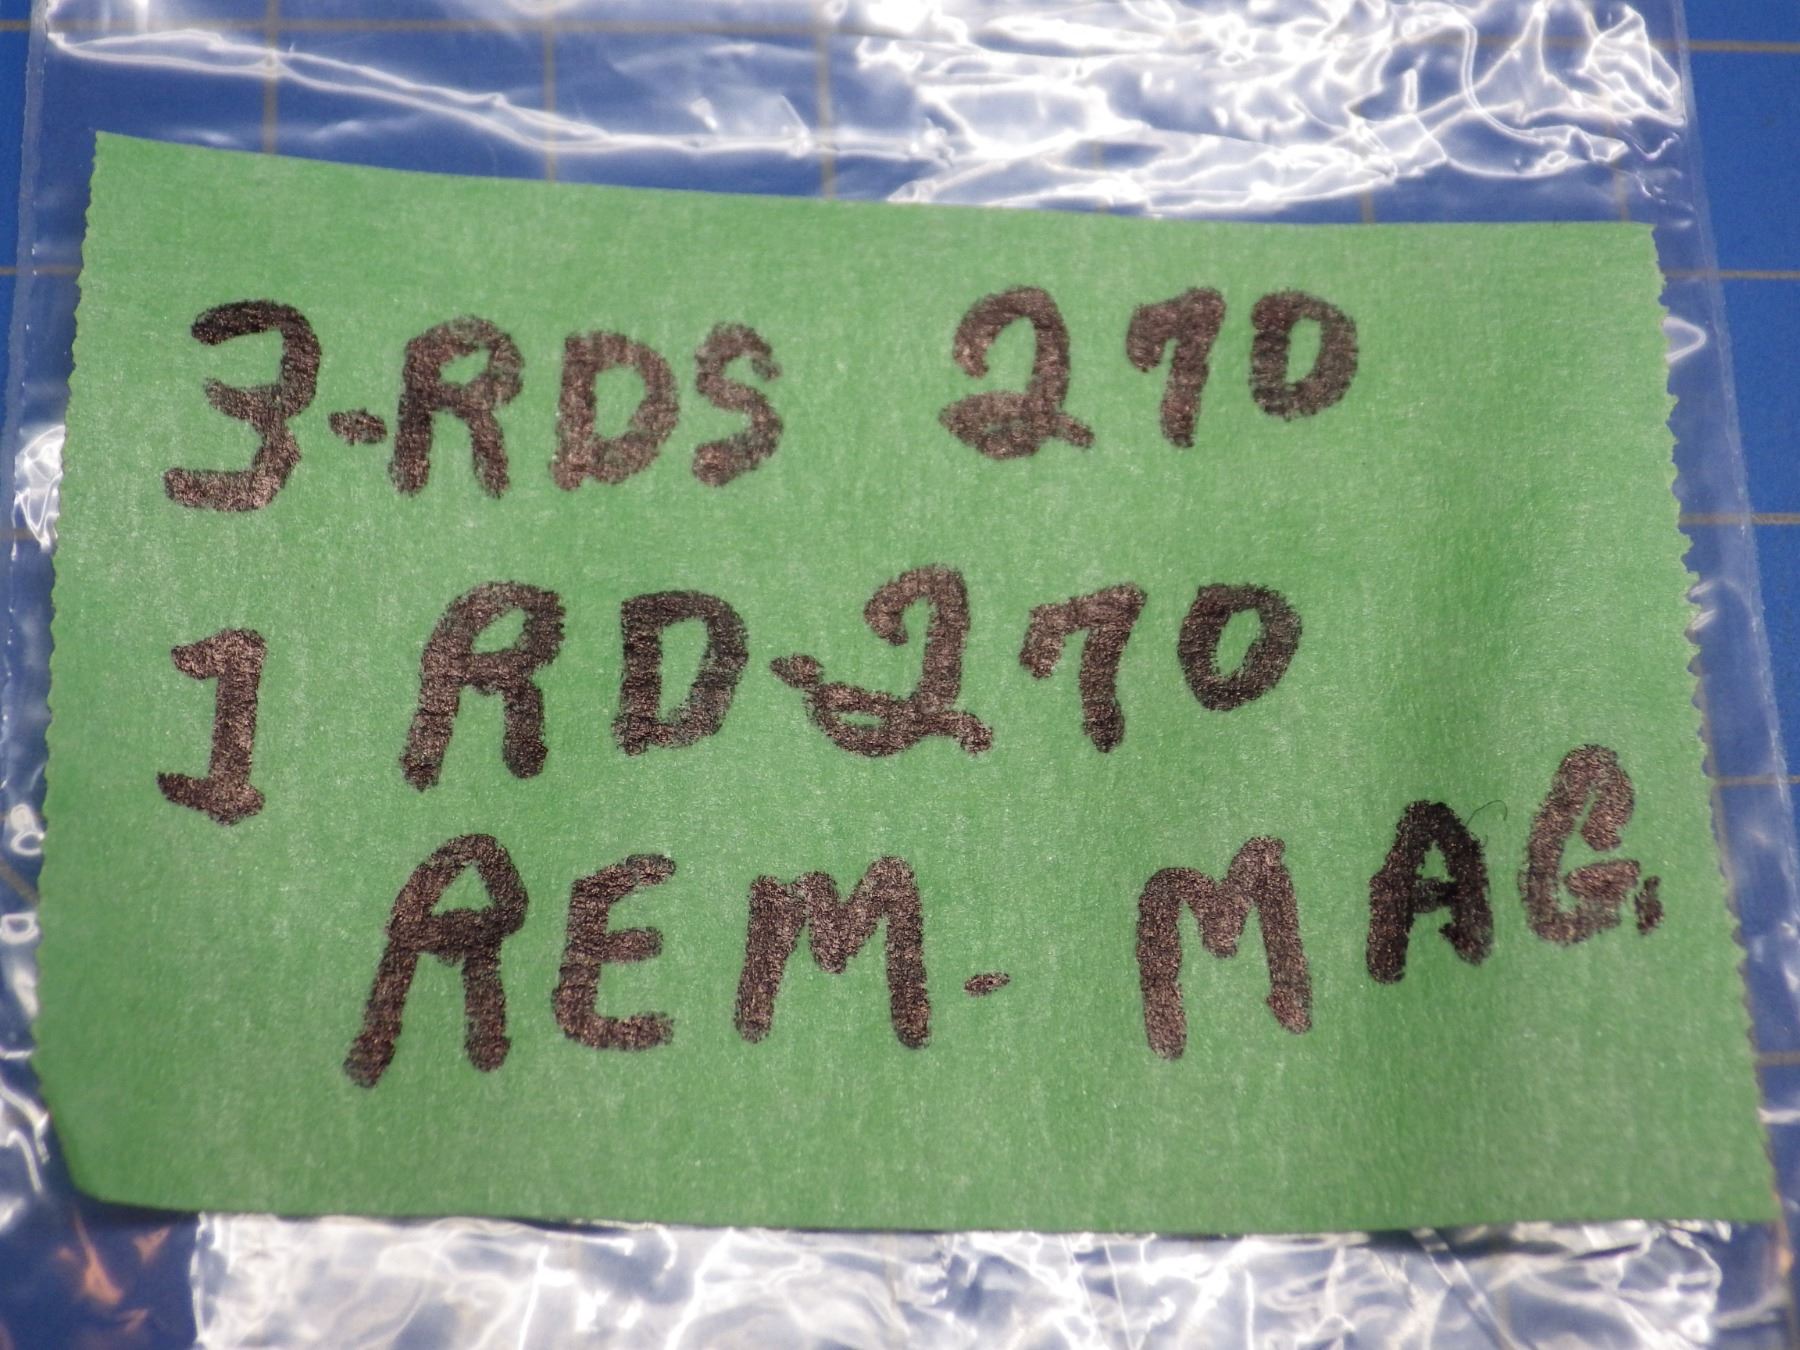 3-RDS 270
1 RD-270
REM- MAG.